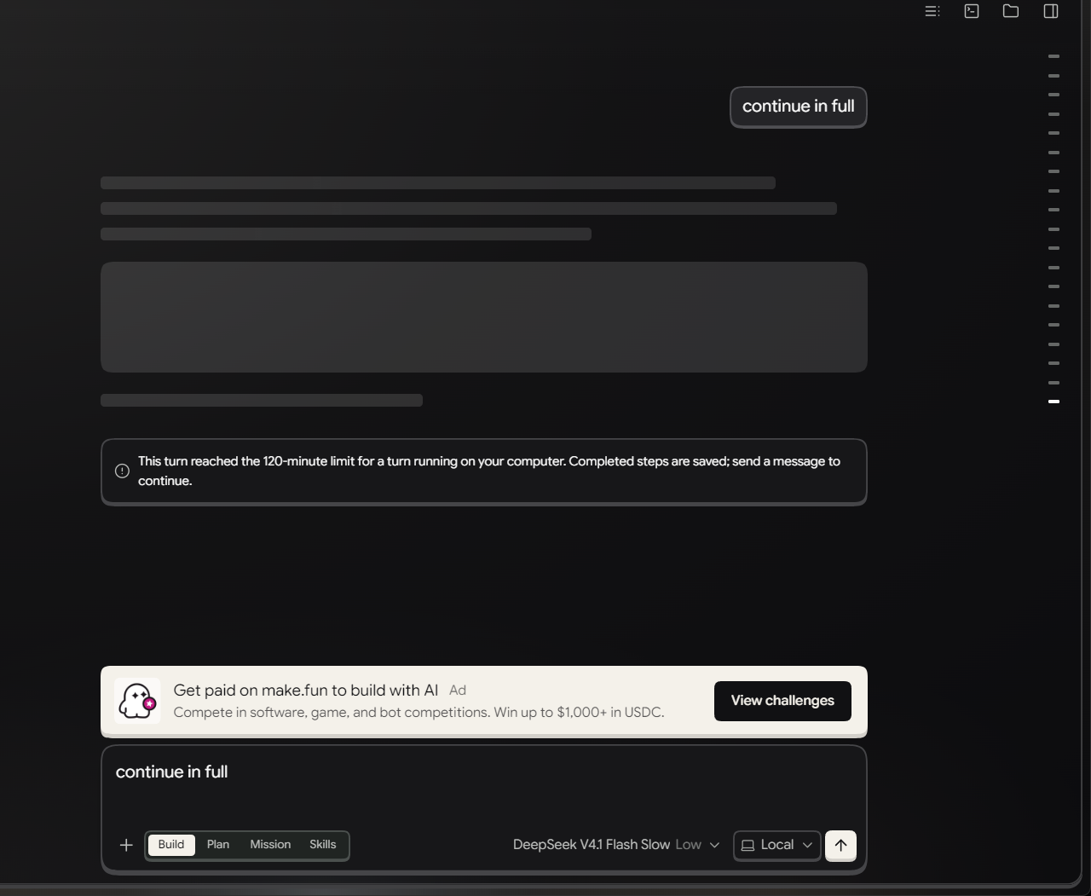 continue in full
This turn reached the 120-minute limit for a turn running on your computer. Completed steps are saved; send a message to
continue.
Get paid on make.fun to build with AI Ad
Compete in software, game, and bot competitions. Win up to $1,000+ in USDC.
View challenges
continue in full
Build Plan Mission Skills DeepSeek V4.1 Flash Slow Low Local